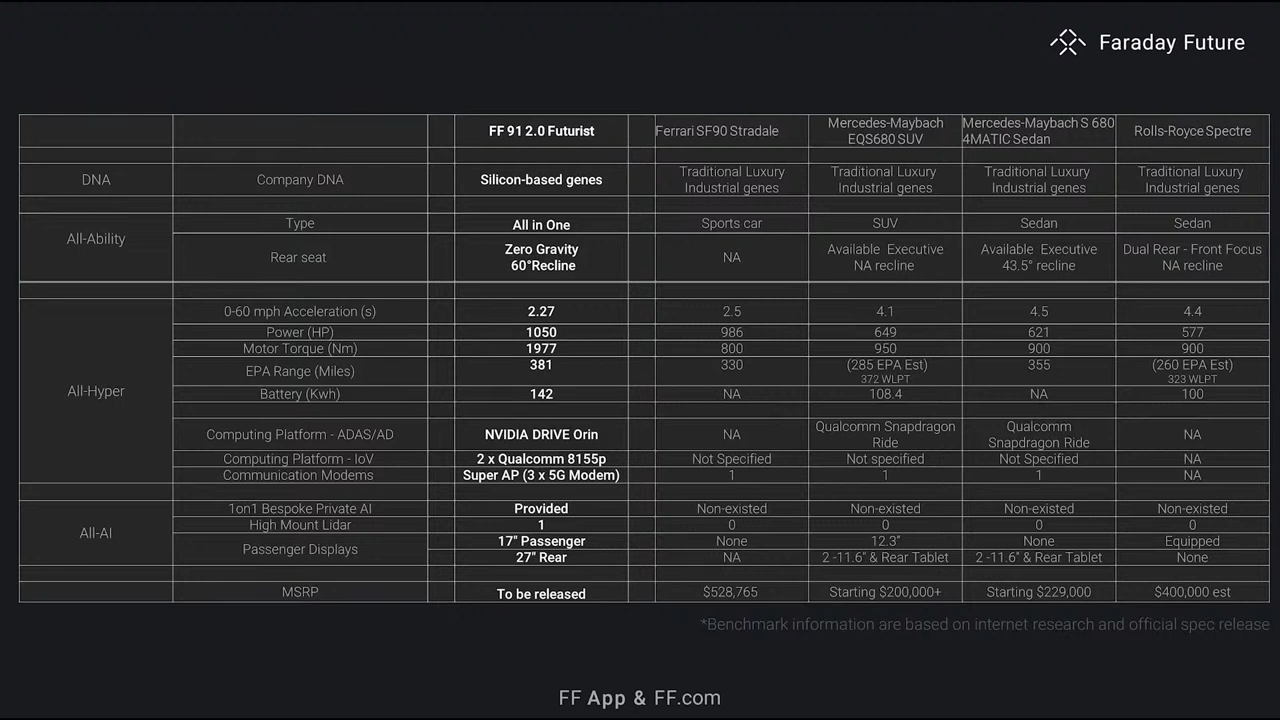 Faraday Future
FF 91 2.0 Futurist
Ferrari SF90 Stradale
Mercedes-Maybach
EQS680 SUV
Mercedes-Maybach S 680
4MATIC Sedan
Rolls-Royce Spectre
DNA
Company DNA
Silicon-based genes
Traditional Luxury
Industrial genes
Traditional Luxury
Industrial genes
Traditional Luxury
Industrial genes
Traditional Luxury
Industrial genes
All-Ability
Type
All in One
Sports car
SUV
Sedan
Sedan
Rear seat
Zero Gravity
60°Recline
NA
Available Executive
NA recline
Available Executive
43.5° recline
Dual Rear - Front Focus
NA recline
All-Hyper
0-60 mph Acceleration (s)
2.27
2.5
4.1
4.5
4.4
Power (HP)
1050
986
649
621
577
Motor Torque (Nm)
1977
800
950
900
900
EPA Range (Miles)
381
330
(285 EPA Est)
372 WLPT
355
(260 EPA Est)
323 WLPT
Battery (Kwh)
142
NA
108.4
NA
100
Computing Platform - ADAS/AD
NVIDIA DRIVE Orin
NA
Qualcomm Snapdragon
Ride
Qualcomm
Snapdragon Ride
NA
Computing Platform - IoV
2 x Qualcomm 8155p
Not Specified
Not specified
Not Specified
NA
Communication Modems
Super AP (3 x 5G Modem)
1
1
1
NA
All-AI
1on1 Bespoke Private AI
Provided
Non-existed
Non-existed
Non-existed
Non-existed
High Mount Lidar
1
0
0
0
0
Passenger Displays
17" Passenger
None
12.3"
None
Equipped
27" Rear
NA
2 -11.6" & Rear Tablet
2 -11.6" & Rear Tablet
None
MSRP
To be released
$528,765
Starting $200,000+
Starting $229,000
$400,000 est
*Benchmark information are based on internet research and official spec release
FF App & FF.com